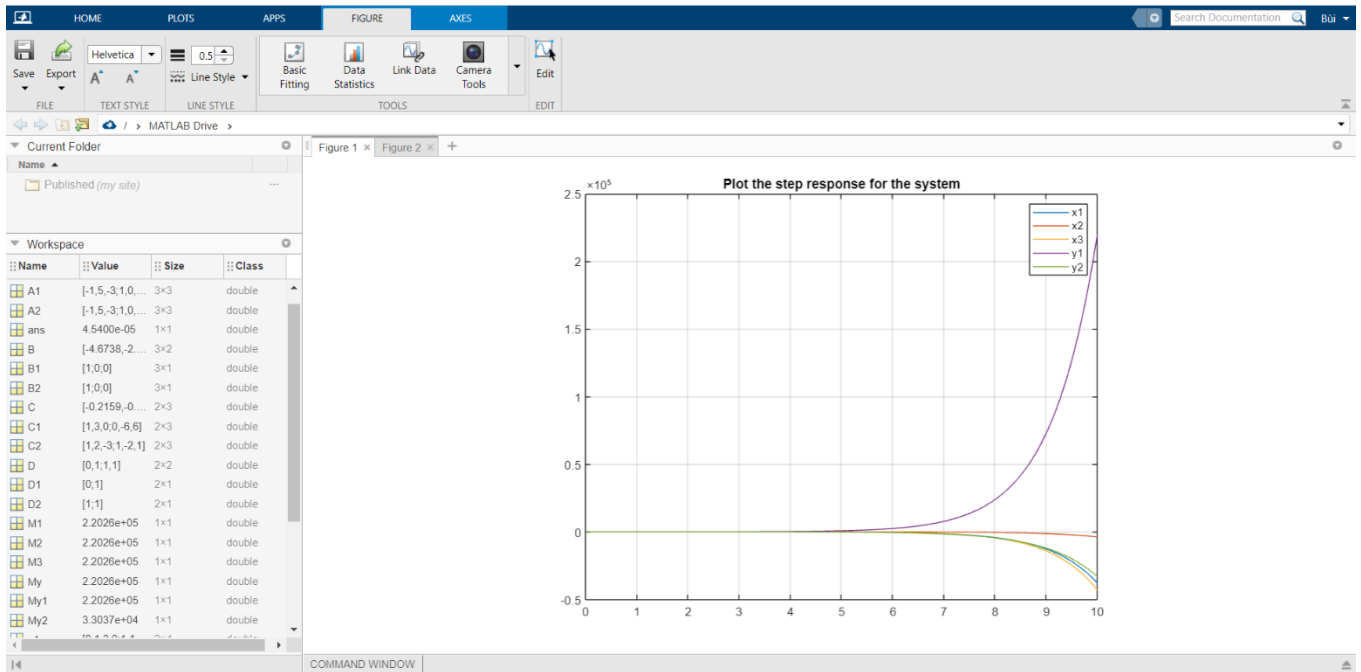 HOME PLOTS APPS FIGURE AXES Search Documentation Bùi
Helvetica 0.5
Save Export Line Style Basic Fitting Data Statistics Link Data Camera Tools Edit
FILE TEXT STYLE LINE STYLE TOOLS EDIT
/ › MATLAB Drive ›
Current Folder
Name
Published (my site) ...
Workspace
Name Value Size Class
A1 [-1,5,-3;1,0,... 3×3 double
A2 [-1,5,-3;1,0,... 3×3 double
ans 4.5400e-05 1×1 double
B [-4.6738,-2.... 3×2 double
B1 [1;0;0] 3×1 double
B2 [1;0;0] 3×1 double
C [-0.2159,-0.... 2×3 double
C1 [1,3,0;0,-6,6] 2×3 double
C2 [1,2,-3;1,-2,1] 2×3 double
D [0,1;1,1] 2×2 double
D1 [0;1] 2×1 double
D2 [1;1] 2×1 double
M1 2.2026e+05 1×1 double
M2 2.2026e+05 1×1 double
M3 2.2026e+05 1×1 double
My 2.2026e+05 1×1 double
My1 2.2026e+05 1×1 double
My2 3.3037e+04 1×1 double
Figure 1 × Figure 2 × +
Plot the step response for the system
×10⁵
2.5
2
1.5
1
0.5
0
-0.5
0 1 2 3 4 5 6 7 8 9 10
x1
x2
x3
y1
y2
COMMAND WINDOW